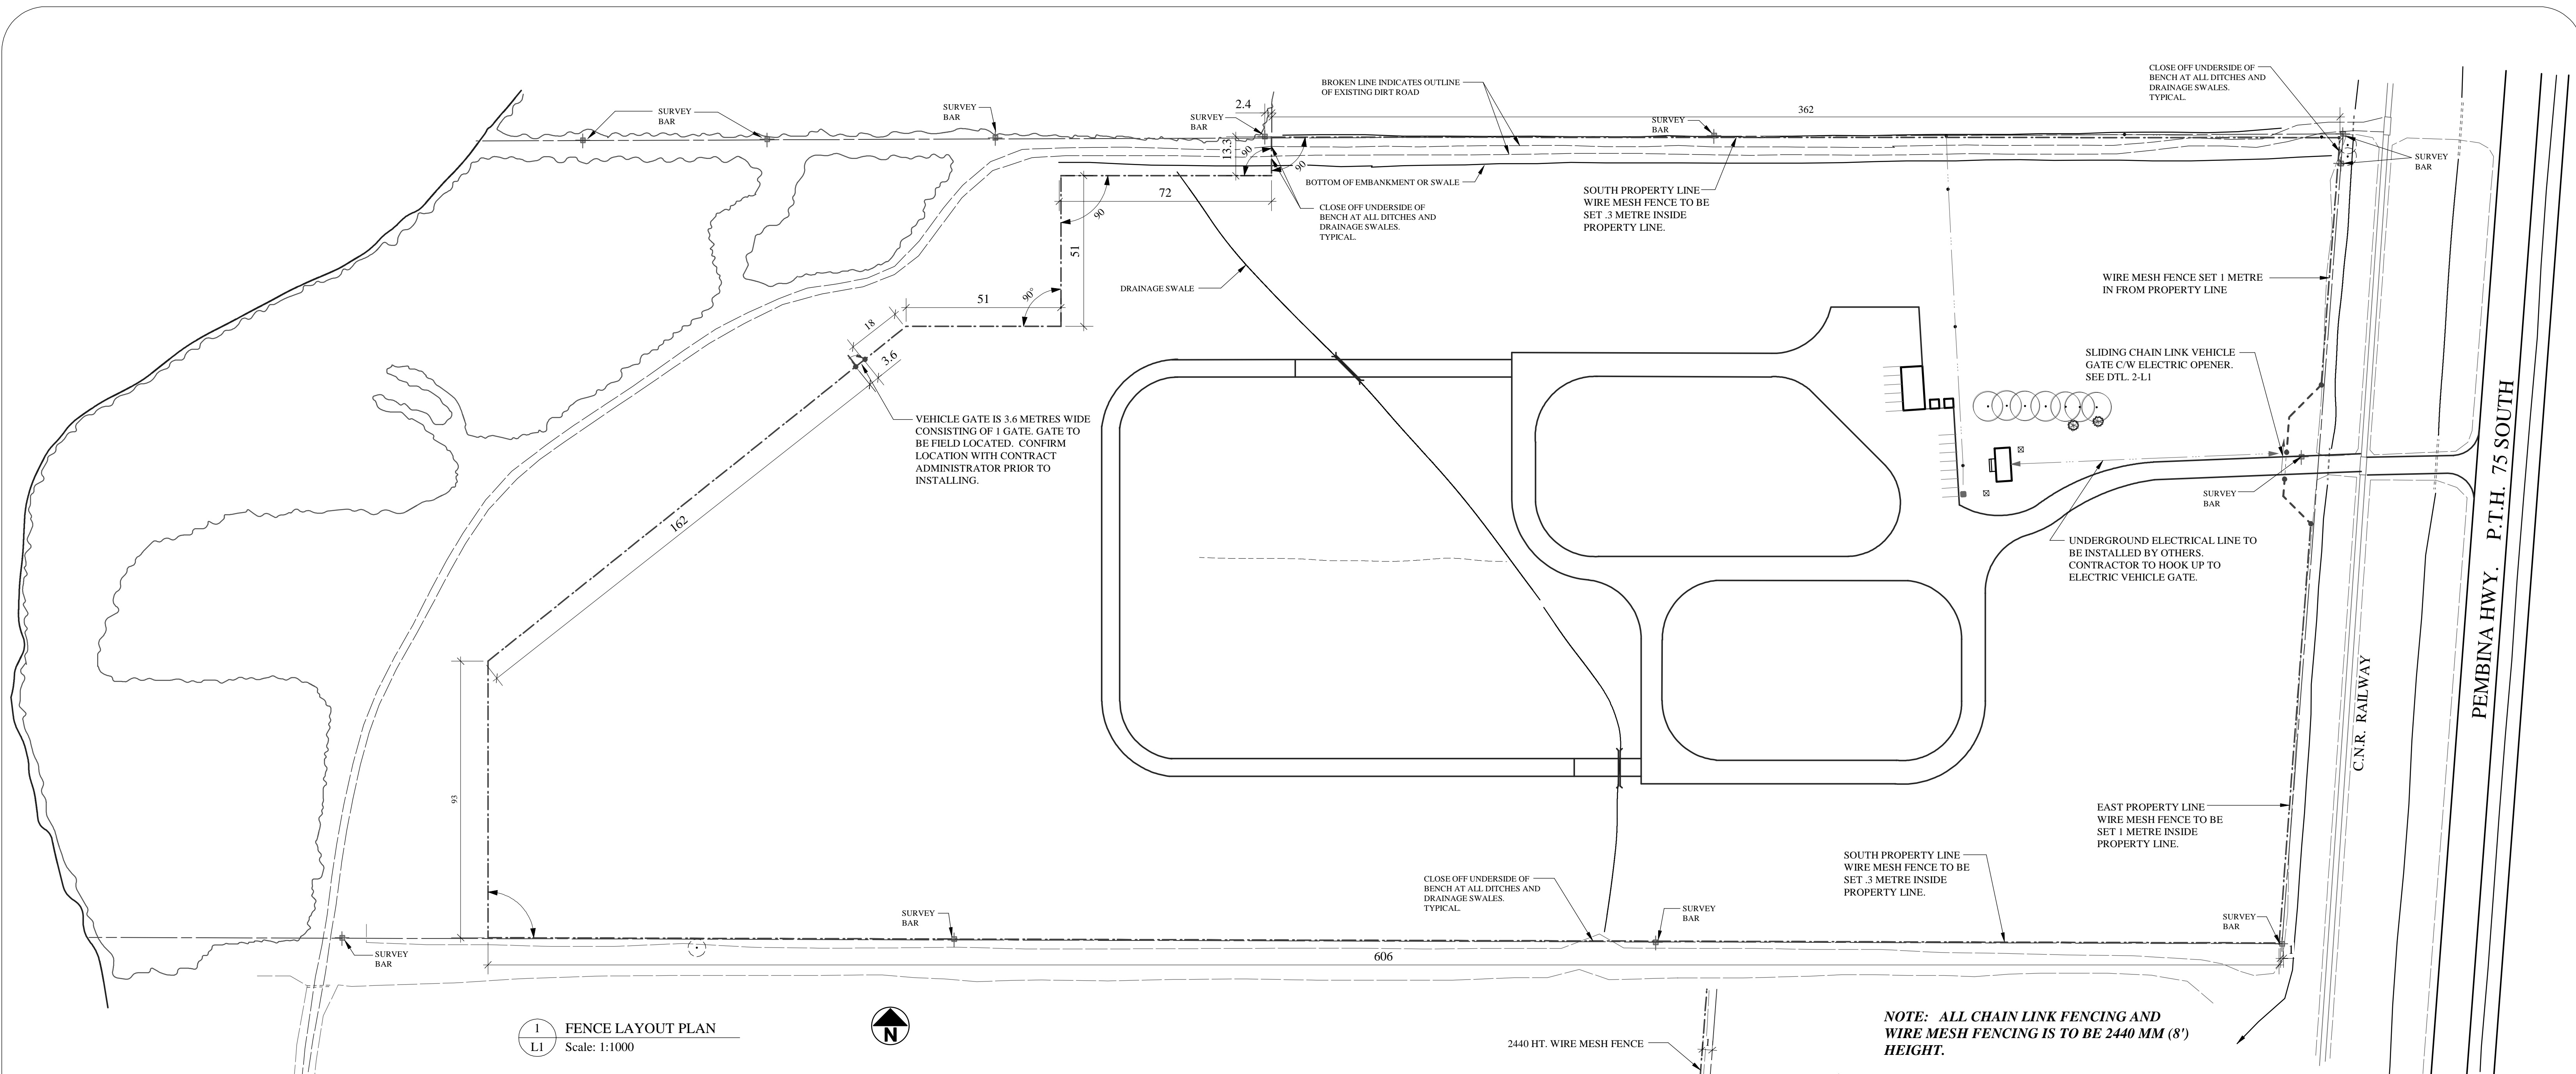 CLOSE OFF UNDERSIDE OF
BENCH AT ALL DITCHES AND
DRAINAGE SWALES.
TYPICAL.
BROKEN LINE INDICATES OUTLINE
OF EXISTING DIRT ROAD
SURVEY
BAR
SURVEY
BAR
2.4
SURVEY
BAR
362
SURVEY
BAR
SURVEY
BAR
13.3
90
90
BOTTOM OF EMBANKMENT OR SWALE
72
90
CLOSE OFF UNDERSIDE OF
BENCH AT ALL DITCHES AND
DRAINAGE SWALES.
TYPICAL.
SOUTH PROPERTY LINE
WIRE MESH FENCE TO BE
SET .3 METRE INSIDE
PROPERTY LINE.
51
DRAINAGE SWALE
WIRE MESH FENCE SET 1 METRE
IN FROM PROPERTY LINE
51
90°
18
3.6
SLIDING CHAIN LINK VEHICLE
GATE C/W ELECTRIC OPENER.
SEE DTL. 2-L1
VEHICLE GATE IS 3.6 METRES WIDE
CONSISTING OF 1 GATE. GATE TO
BE FIELD LOCATED. CONFIRM
LOCATION WITH CONTRACT
ADMINISTRATOR PRIOR TO
INSTALLING.
162
SURVEY
BAR
UNDERGROUND ELECTRICAL LINE TO
BE INSTALLED BY OTHERS.
CONTRACTOR TO HOOK UP TO
ELECTRIC VEHICLE GATE.
PEMBINA HWY. P.T.H. 75 SOUTH
C.N.R. RAILWAY
93
EAST PROPERTY LINE
WIRE MESH FENCE TO BE
SET 1 METRE INSIDE
PROPERTY LINE.
SOUTH PROPERTY LINE
WIRE MESH FENCE TO BE
SET .3 METRE INSIDE
PROPERTY LINE.
CLOSE OFF UNDERSIDE OF
BENCH AT ALL DITCHES AND
DRAINAGE SWALES.
TYPICAL.
SURVEY
BAR
SURVEY
BAR
SURVEY
BAR
SURVEY
BAR
606
1
1
L1
FENCE LAYOUT PLAN
Scale: 1:1000
N
2440 HT. WIRE MESH FENCE
1
NOTE: ALL CHAIN LINK FENCING AND
WIRE MESH FENCING IS TO BE 2440 MM (8')
HEIGHT.